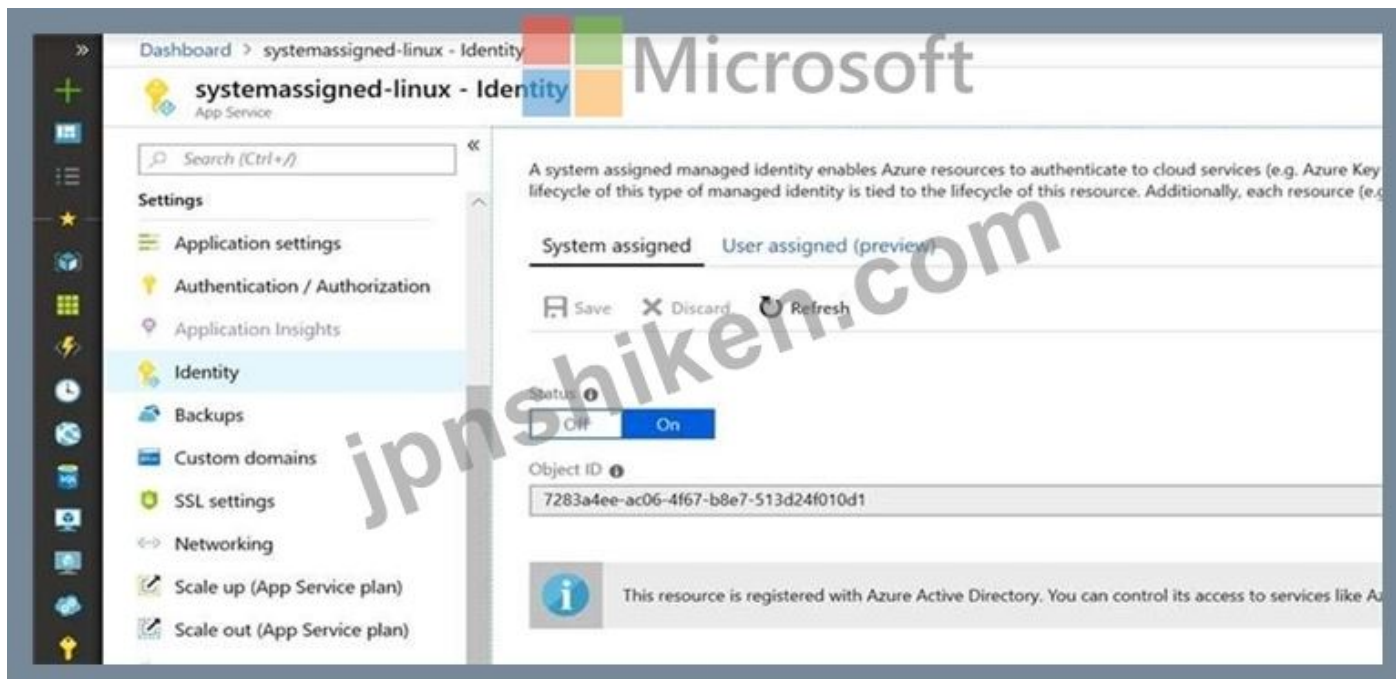 Microsoft
Dashboard > systemassigned-linux - Identity
systemassigned-linux - Identity
App Service
Search (Ctrl+/)
Settings
Application settings
Authentication / Authorization
Application Insights
Identity
Backups
Custom domains
SSL settings
Networking
Scale up (App Service plan)
Scale out (App Service plan)
A system assigned managed identity enables Azure resources to authenticate to cloud services (e.g. Azure Key
lifecycle of this type of managed identity is tied to the lifecycle of this resource. Additionally, each resource (e.g
System assigned User assigned (preview)
Save Discard Refresh
Status
Off On
Object ID
7283a4ee-ac06-4f67-b8e7-513d24f010d1
This resource is registered with Azure Active Directory. You can control its access to services like Az
jpnshiken.com